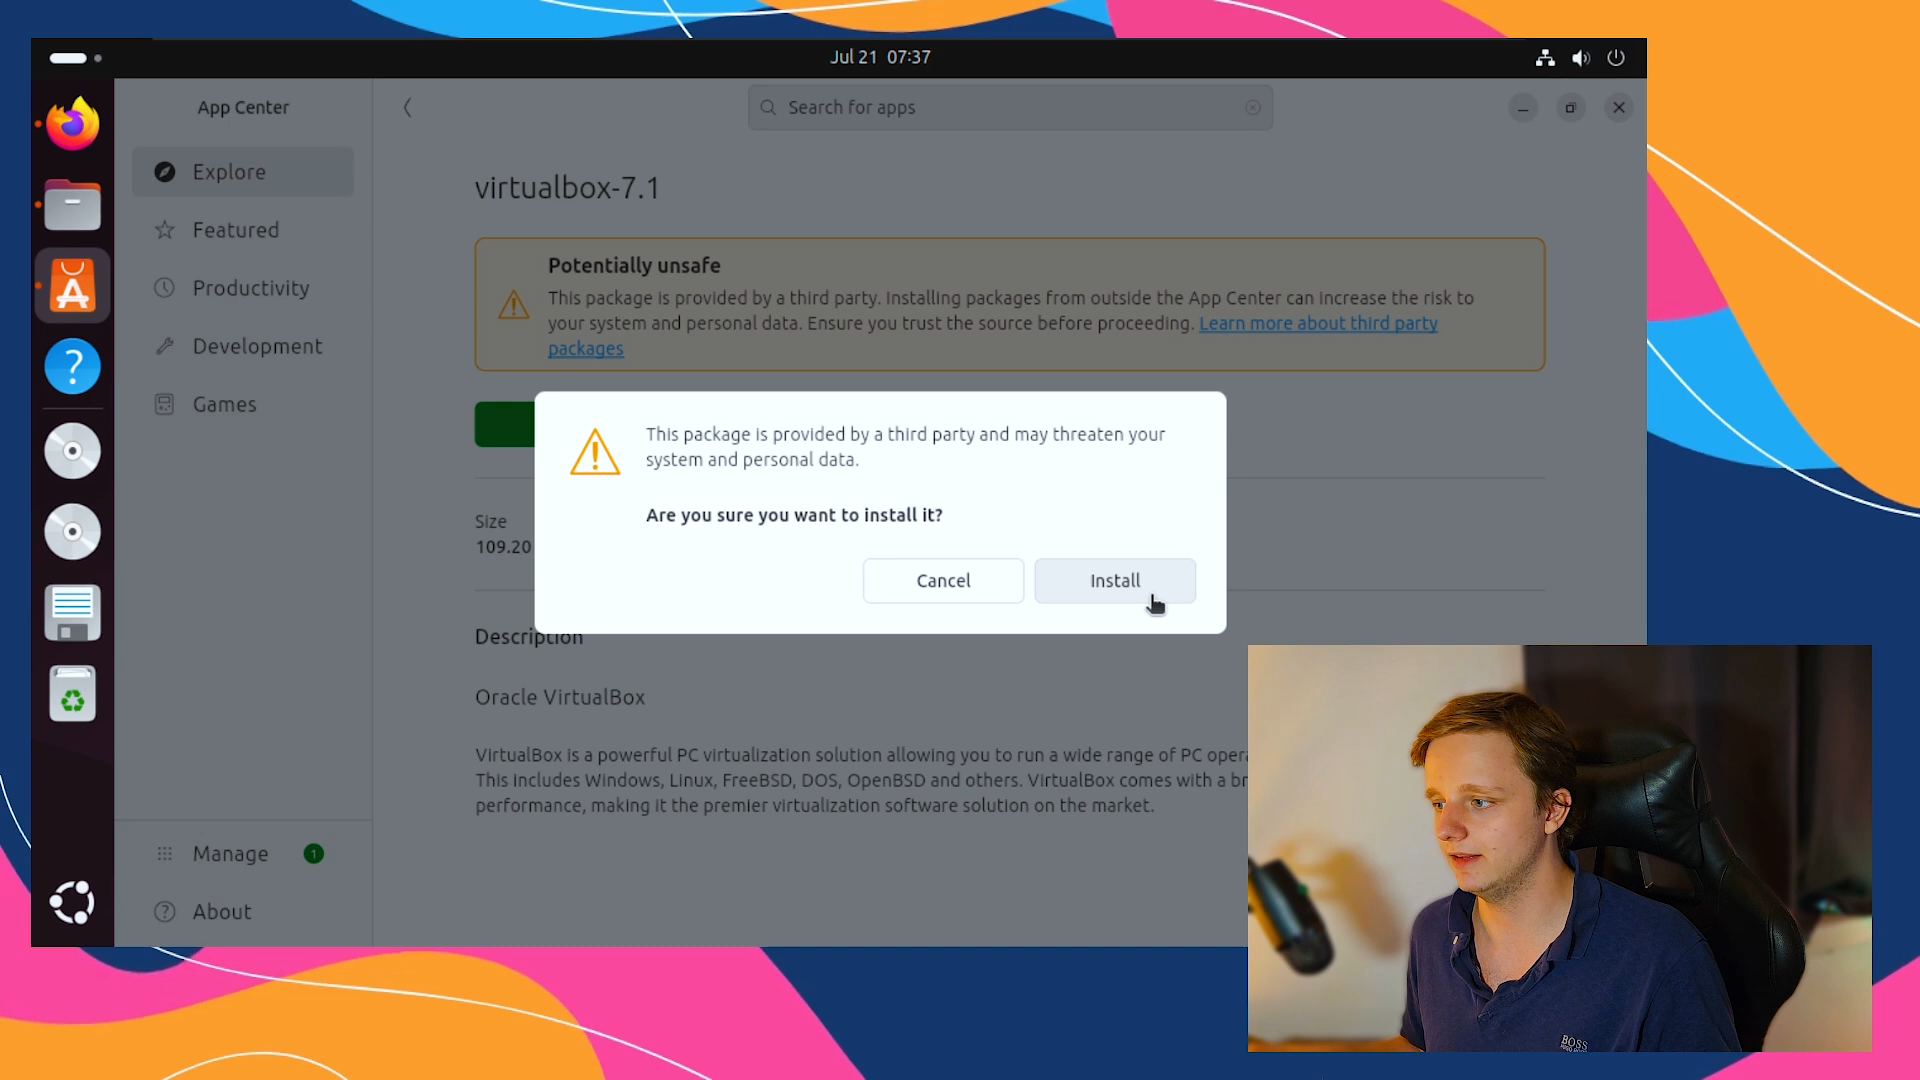 Jul 21 07:37
App Center
Search for apps
Explore
Featured
Productivity
Development
Games
Manage 1
About
virtualbox-7.1
Potentially unsafe
This package is provided by a third party. Installing packages from outside the App Center can increase the risk to
your system and personal data. Ensure you trust the source before proceeding. Learn more about third party
packages
This package is provided by a third party and may threaten your
system and personal data.
Are you sure you want to install it?
Cancel
Install
Size
109.20
Description
Oracle VirtualBox
VirtualBox is a powerful PC virtualization solution allowing you to run a wide range of PC
This includes Windows, Linux, FreeBSD, DOS, OpenBSD and others. VirtualBox comes with a
performance, making it the premier virtualization software solution on the market.
BOSS